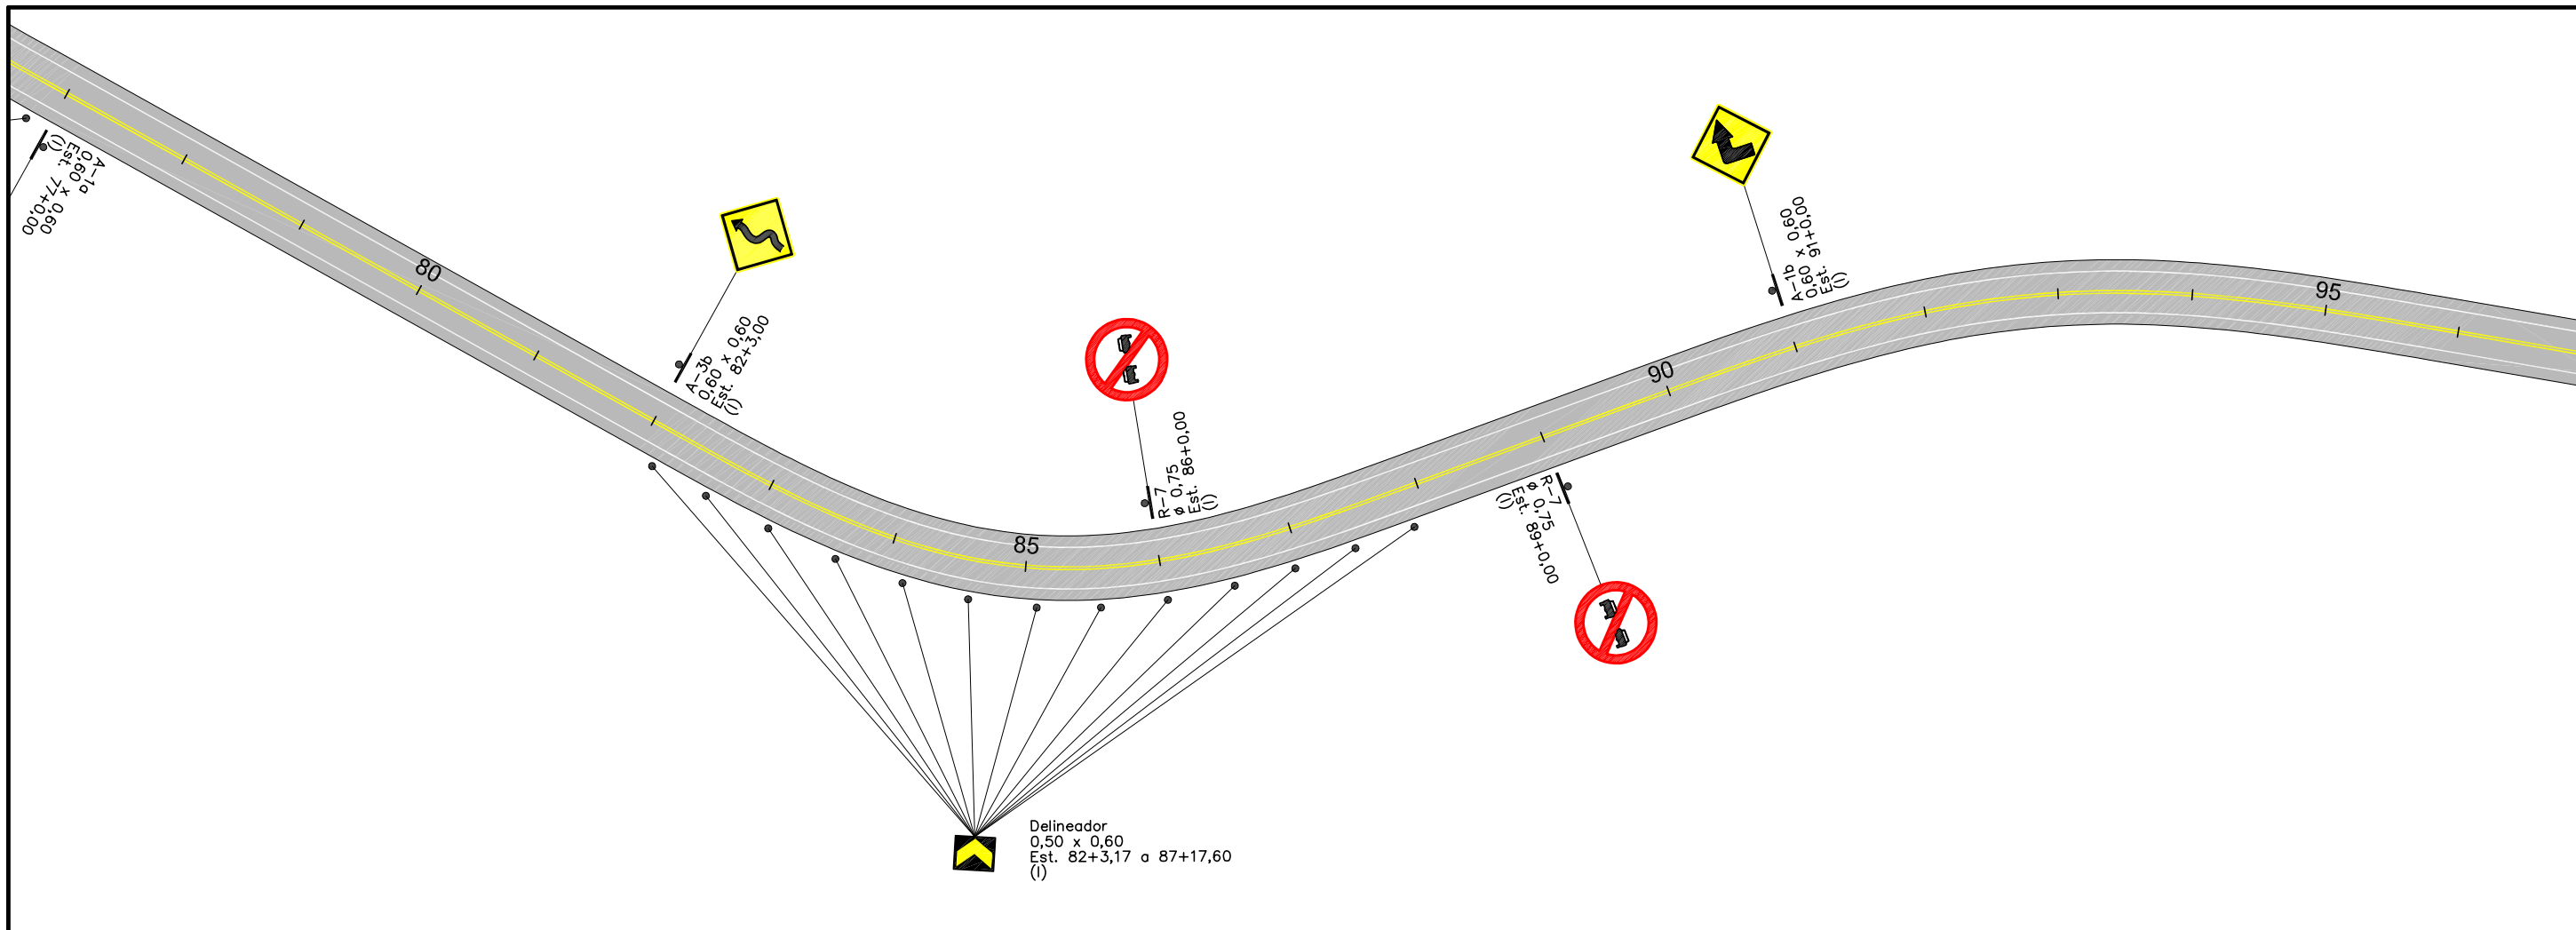 A-1a
0,60 x 0,60
Est. 77+0,00
(I)
80
A-3b
0,60 x 0,60
Est. 82+3,00
(I)
85
R-7
ø 0,75
Est. 86+0,00
(I)
R-7
ø 0,75
Est. 89+0,00
(I)
90
A-1b
0,60 x 0,60
Est. 91+0,00
(I)
95
Delineador
0,50 x 0,60
Est. 82+3,17 a 87+17,60
(I)